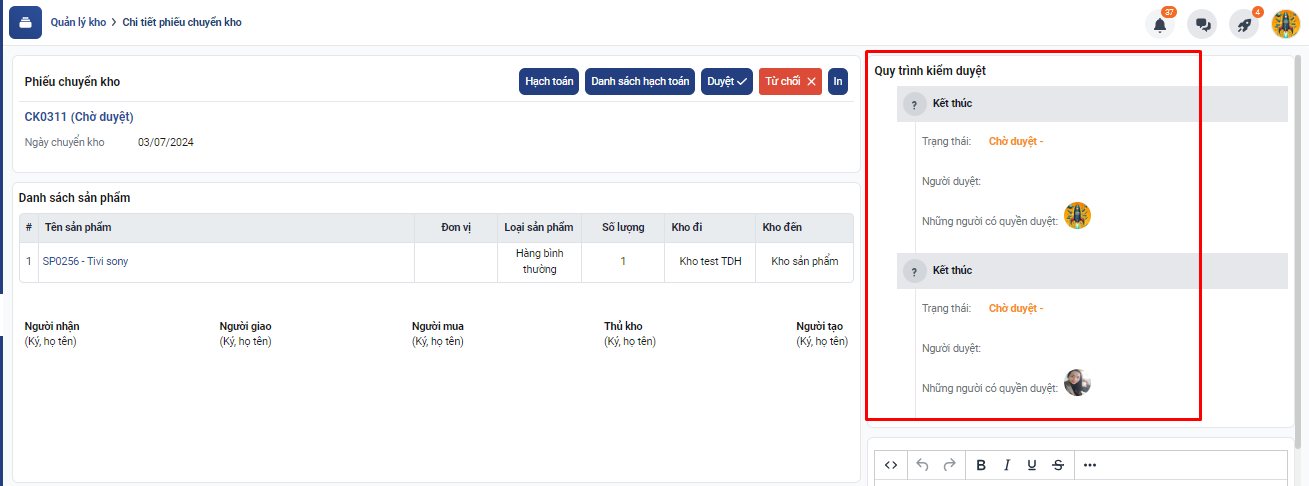 Quản lý kho > Chi tiết phiếu chuyển kho
37
4
Phiếu chuyển kho
Hạch toán
Danh sách hạch toán
Duyệt ✓
Từ chối ×
In
CK0311 (Chờ duyệt)
Ngày chuyển kho 03/07/2024
Danh sách sản phẩm
# Tên sản phẩm Đơn vị Loại sản phẩm Số lượng Kho đi Kho đến
1 SP0256 - Tivi sony Hàng bình thường 1 Kho test TDH Kho sản phẩm
Người nhận Người giao Người mua Thủ kho Người tạo
(Ký, họ tên) (Ký, họ tên) (Ký, họ tên) (Ký, họ tên) (Ký, họ tên)
Quy trình kiểm duyệt
? Kết thúc
Trạng thái: Chờ duyệt -
Người duyệt:
Những người có quyền duyệt:
? Kết thúc
Trạng thái: Chờ duyệt -
Người duyệt:
Những người có quyền duyệt:
<> B I U S ...